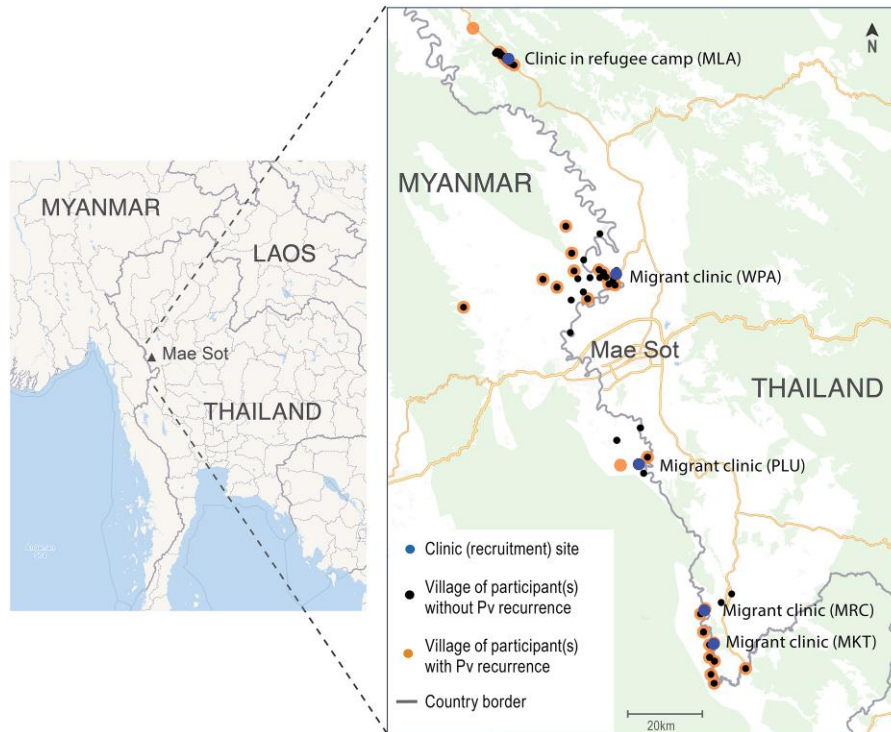 N
Clinic in refugee camp (MLA)
MYANMAR
MYANMAR
LAOS
Migrant clinic (WPA)
Mae Sot
Mae Sot
THAILAND
THAILAND
Migrant clinic (PLU)
Clinic (recruitment) site
Village of participant(s)
without Pv recurrence
Migrant clinic (MRC)
Migrant clinic (MKT)
Village of participant(s)
with Pv recurrence
Country border
20km